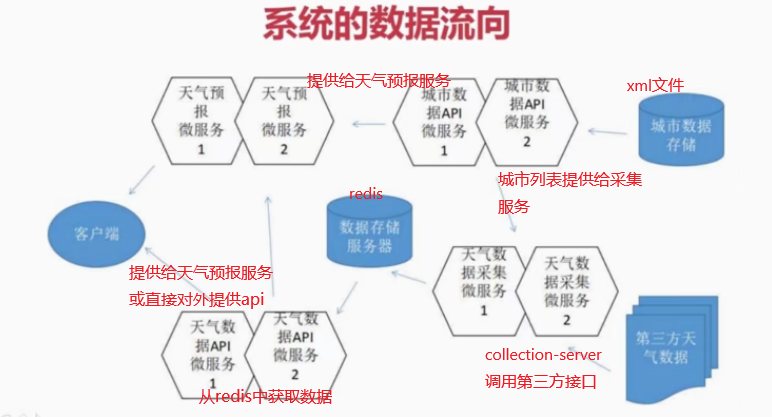 系统的数据流向
提供给天气预报服务
xml文件
天气预
报
微服务
1
天气预
报
微服务
2
城市数
据API
微服务
1
城市数
据API
微服务
2
城市数据
存储
城市列表提供给采集
服务
redis
数据存储
服务器
客户端
提供给天气预报服务
或直接对外提供api
天气数
据采集
微服务
1
天气数
据采集
微服务
2
天气数
据API
微服务
1
天气数
据API
微服务
2
从redis中获取数据
collection-server
调用第三方接口
第三方天
气数据